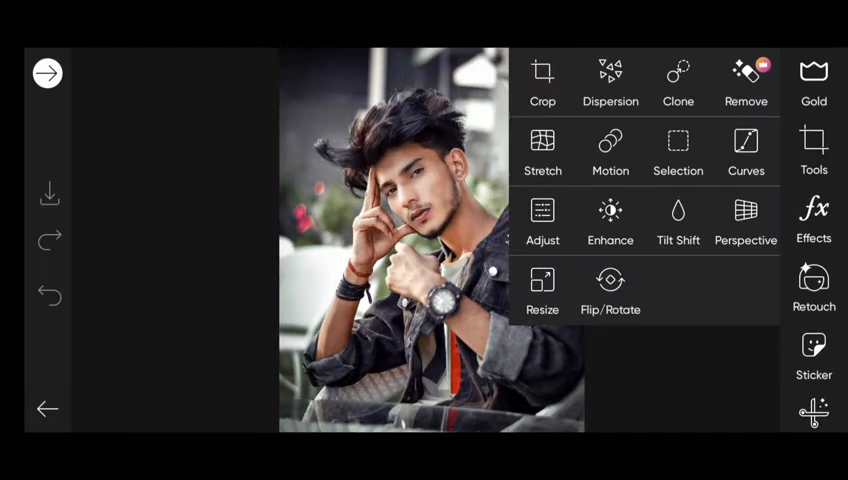 Crop Dispersion Clone Remove Gold
Stretch Motion Selection Curves Tools
Adjust Enhance Tilt Shift Perspective Effects
Resize Flip/Rotate Retouch
Sticker